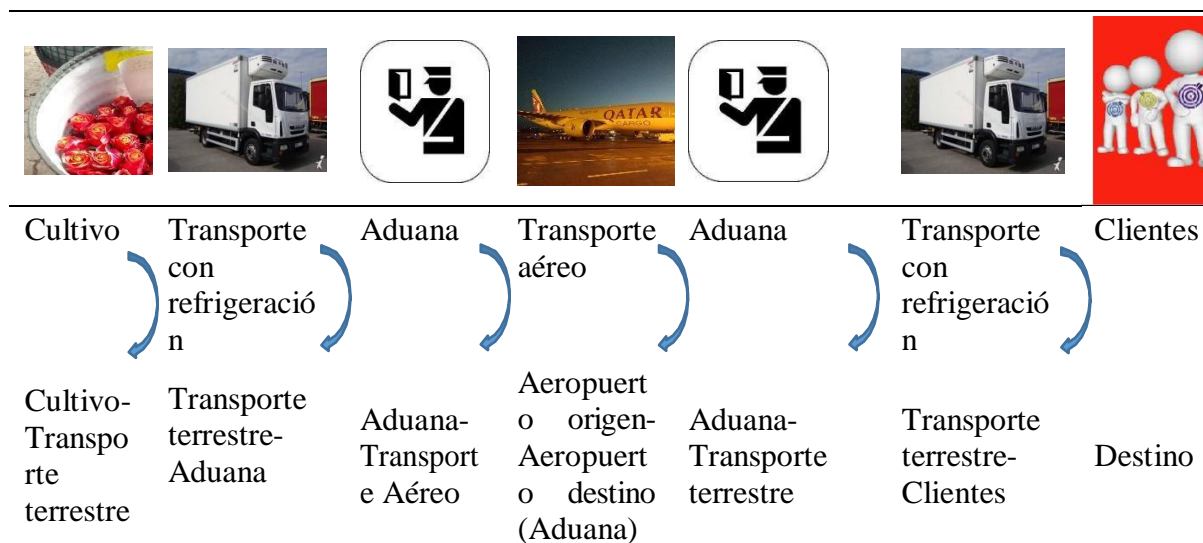 QATAR
CARGO
Cultivo
Transporte
con
refrigeració
n
Aduana
Transporte
aéreo
Aduana
Transporte
con
refrigeració
n
Clientes
Cultivo-
Transpo
rte
terrestre
Transporte
terrestre-
Aduana
Aduana-
Transport
e Aéreo
Aeropuert
o origen-
Aeropuert
o destino
(Aduana)
Aduana-
Transporte
terrestre
Transporte
terrestre-
Clientes
Destino